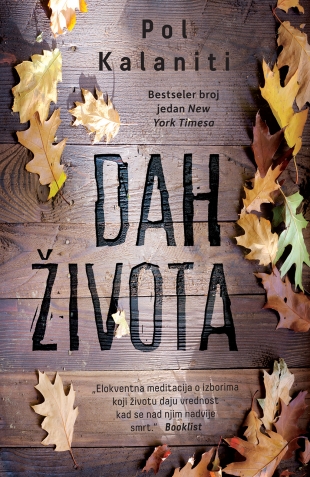 Pol
Kalaniti
Bestseler broj
jedan New
York Timesa
DAH
ŽIVOTA
„Elokventna meditacija o izborima
koji životu daju vrednost
kad se nad njim nadvije
smrt.“ Booklist